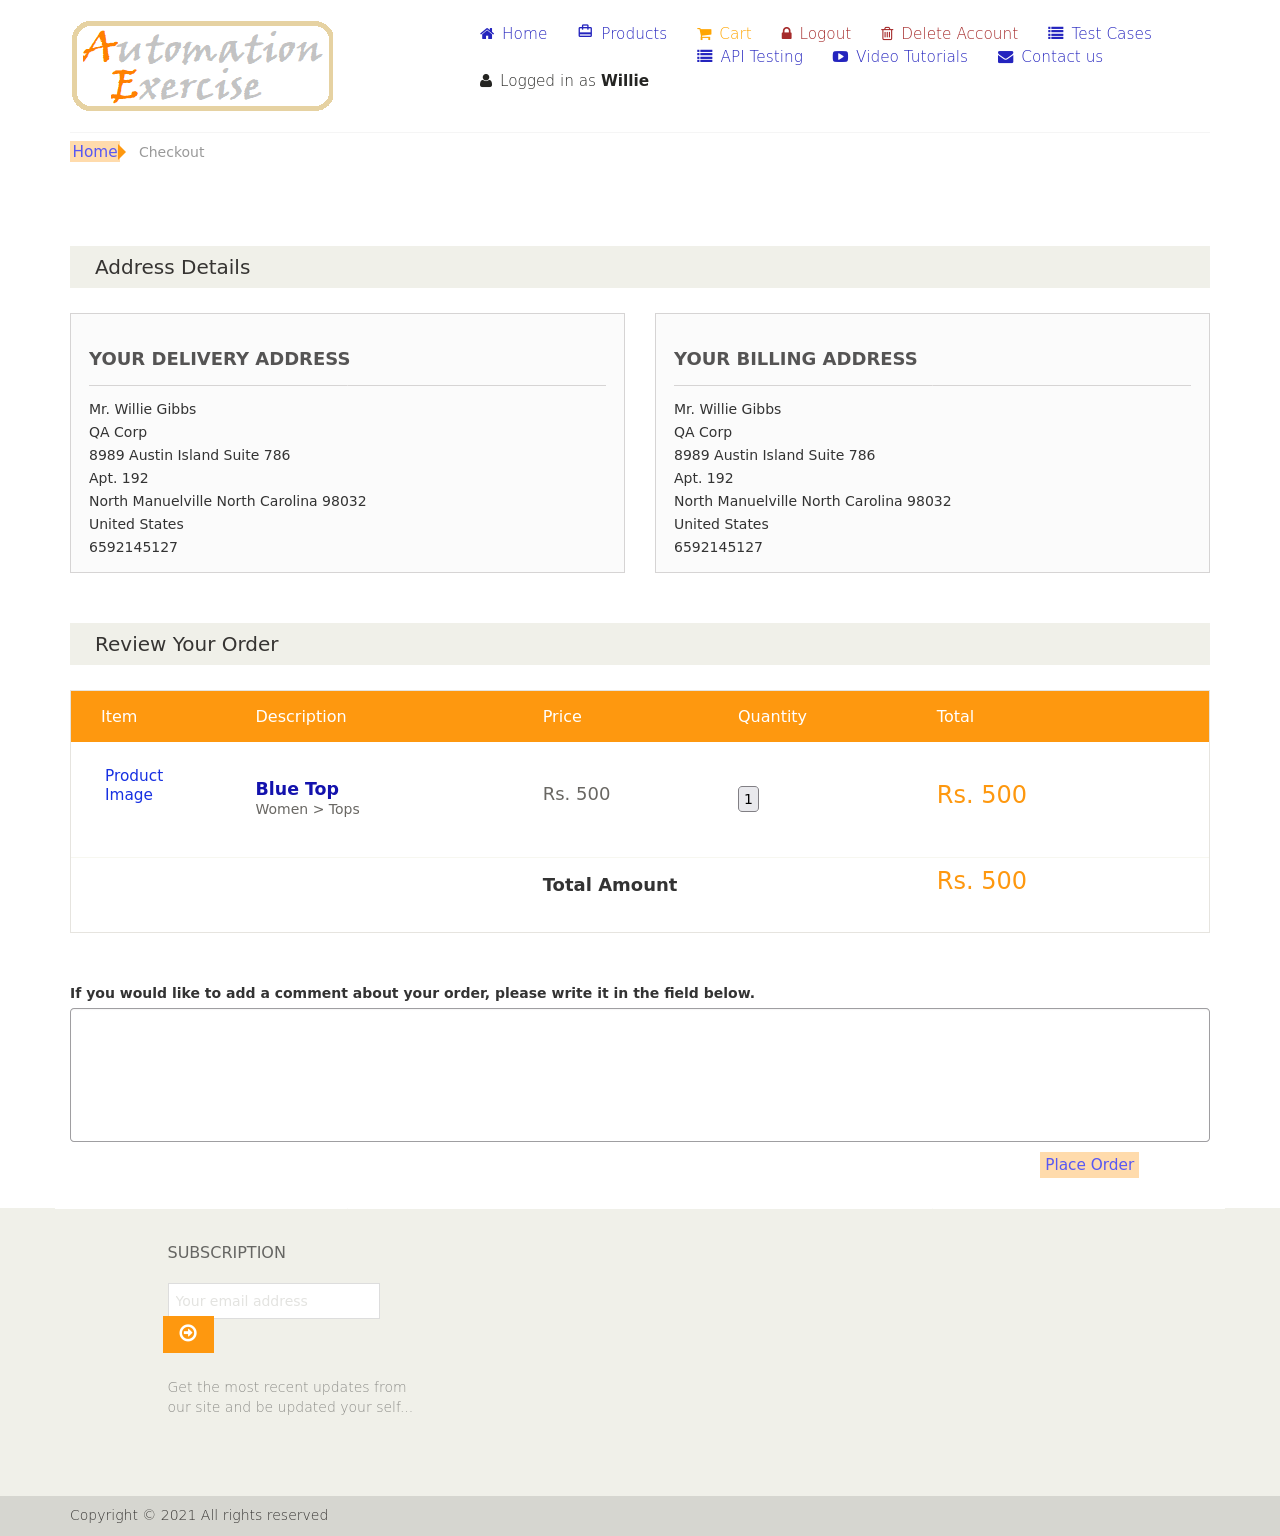 Automation
Exercise
Home Products Cart Logout Delete Account Test Cases
API Testing Video Tutorials Contact us
Logged in as Willie
Home Checkout
Address Details
YOUR DELIVERY ADDRESS
Mr. Willie Gibbs
QA Corp
8989 Austin Island Suite 786
Apt. 192
North Manuelville North Carolina 98032
United States
6592145127
YOUR BILLING ADDRESS
Mr. Willie Gibbs
QA Corp
8989 Austin Island Suite 786
Apt. 192
North Manuelville North Carolina 98032
United States
6592145127
Review Your Order
Item Description Price Quantity Total
Product
Image
Blue Top
Women > Tops
Rs. 500
1
Rs. 500
Total Amount Rs. 500
If you would like to add a comment about your order, please write it in the field below.
Place Order
SUBSCRIPTION
Your email address
Get the most recent updates from
our site and be updated your self...
Copyright © 2021 All rights reserved